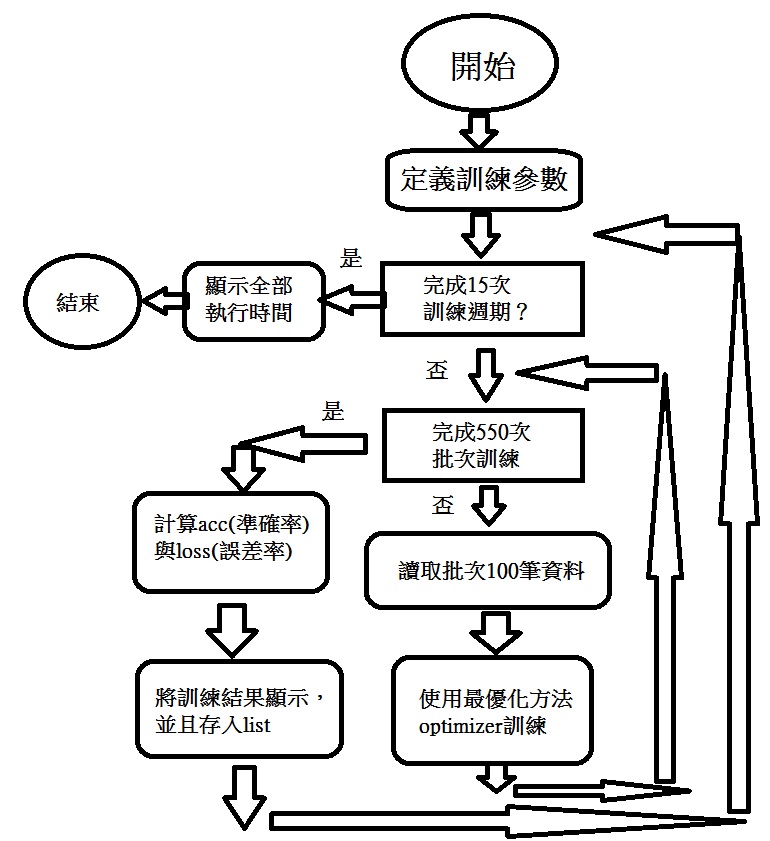 開始
定義訓練參數
完成15次
訓練週期？
是
顯示全部
執行時間
結束
否
完成550次
批次訓練
是
計算acc(準確率)
與loss(誤差率)
將訓練結果顯示，
並且存入list
否
讀取批次100筆資料
使用最優化方法
optimizer訓練